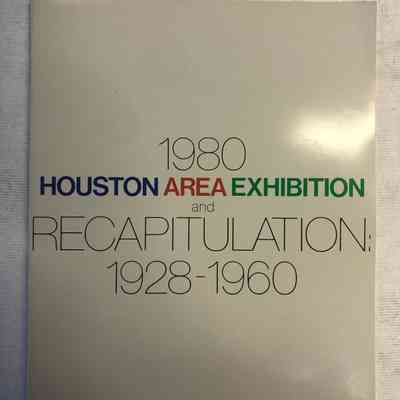 1980
HOUSTON AREA EXHIBITION
and
RECAPITULATION:
1928-1960